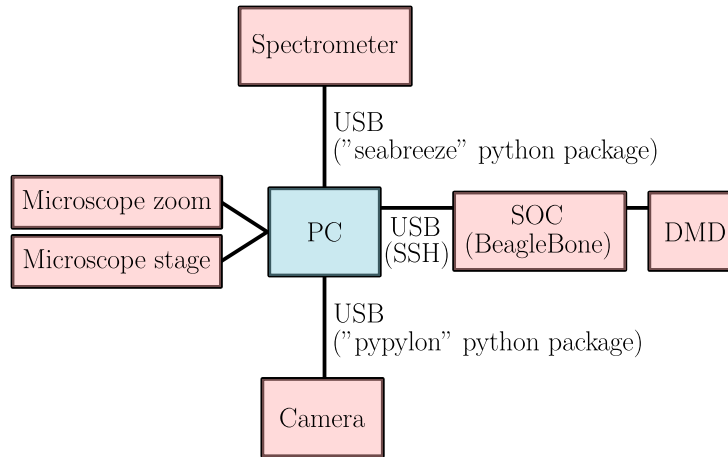 Spectrometer
USB
("seabreeze" python package)
Microscope zoom
Microscope stage
PC
USB
(SSH)
SOC
(BeagleBone)
DMD
USB
("pypylon" python package)
Camera